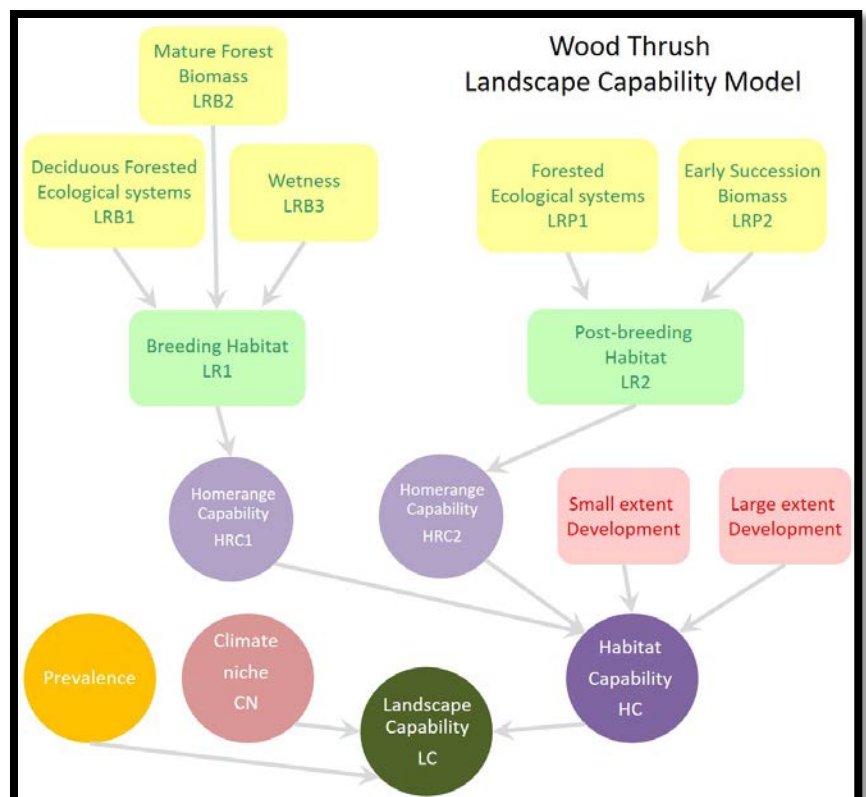 Wood Thrush
Landscape Capability Model
Mature Forest
Biomass
LRB2
Deciduous Forested
Ecological systems
LRB1
Wetness
LRB3
Forested
Ecological systems
LRP1
Early Succession
Biomass
LRP2
Breeding Habitat
LR1
Post-breeding
Habitat
LR2
Homerange
Capability
HRC1
Homerange
Capability
HRC2
Small extent
Development
Large extent
Development
Prevalence
Climate
niche
CN
Landscape
Capability
LC
Habitat
Capability
HC